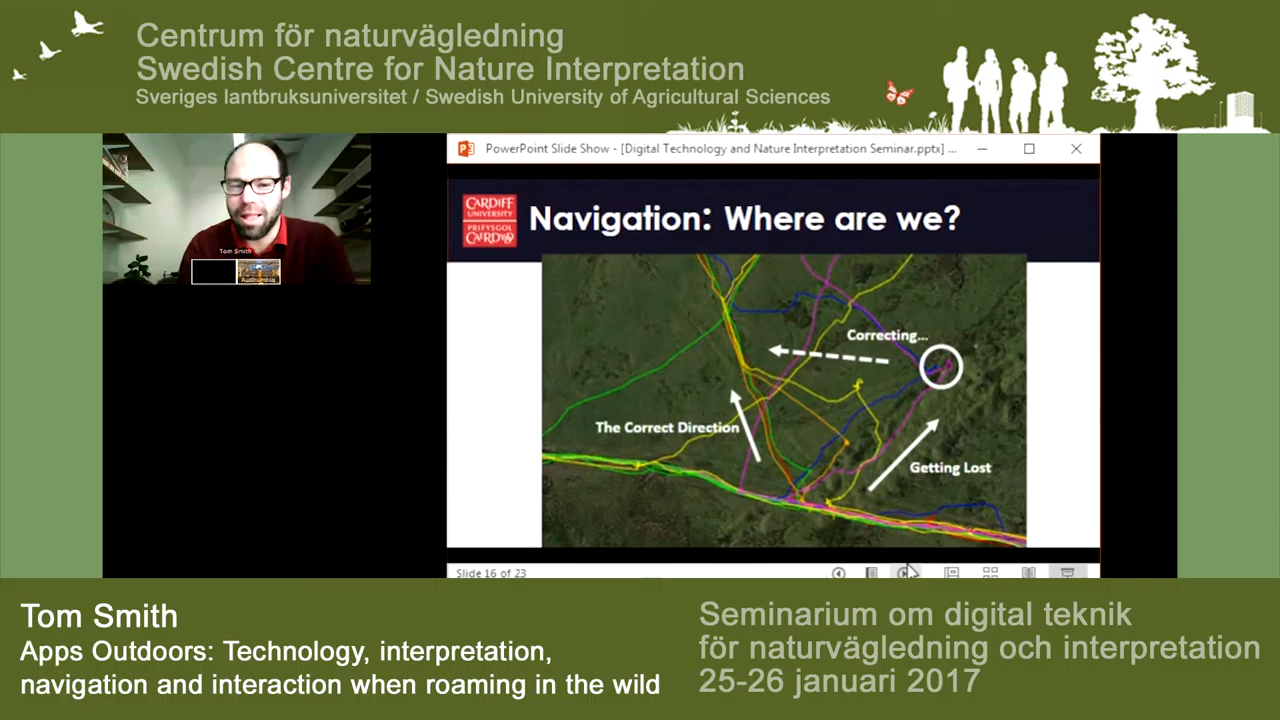 Centrum för naturvägledning
Swedish Centre for Nature Interpretation
Sveriges lantbruksuniversitet / Swedish University of Agricultural Sciences
PowerPoint Slide Show - [Digital Technology and Nature Interpretation Seminar.pptx] ...
CARDIFF
UNIVERSITY
PRIFYSGOL
CAERDYDD
Navigation: Where are we?
Tom Smith
Correcting...
The Correct Direction
Getting Lost
Slide 16 of 23
Tom Smith
Apps Outdoors: Technology, interpretation,
navigation and interaction when roaming in the wild
Seminarium om digital teknik
för naturvägledning och interpretation
25-26 januari 2017